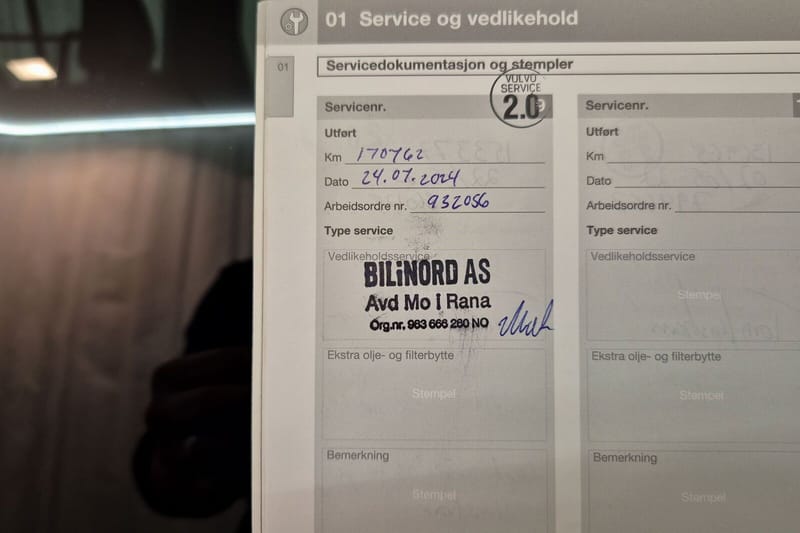 01 Service og vedlikehold
01
Servicedokumentasjon og stempler
VOLVO
SERVICE
2.0
Servicenr.
Utført
Km 170762
Dato 24.07.2024
Arbeidsordre nr. 932056
Type service
Vedlikeholdsservice
BILiNORD AS
Avd Mo I Rana
Org.nr. 963 666 260 NO
Ekstra olje- og filterbytte
Stempel
Bemerkning
Stempel
Servicenr.
Utført
Km
Dato
Arbeidsordre nr.
Type service
Vedlikeholdsservice
Stempel
Ekstra olje- og filterbytte
Stempel
Bemerkning
Stempel